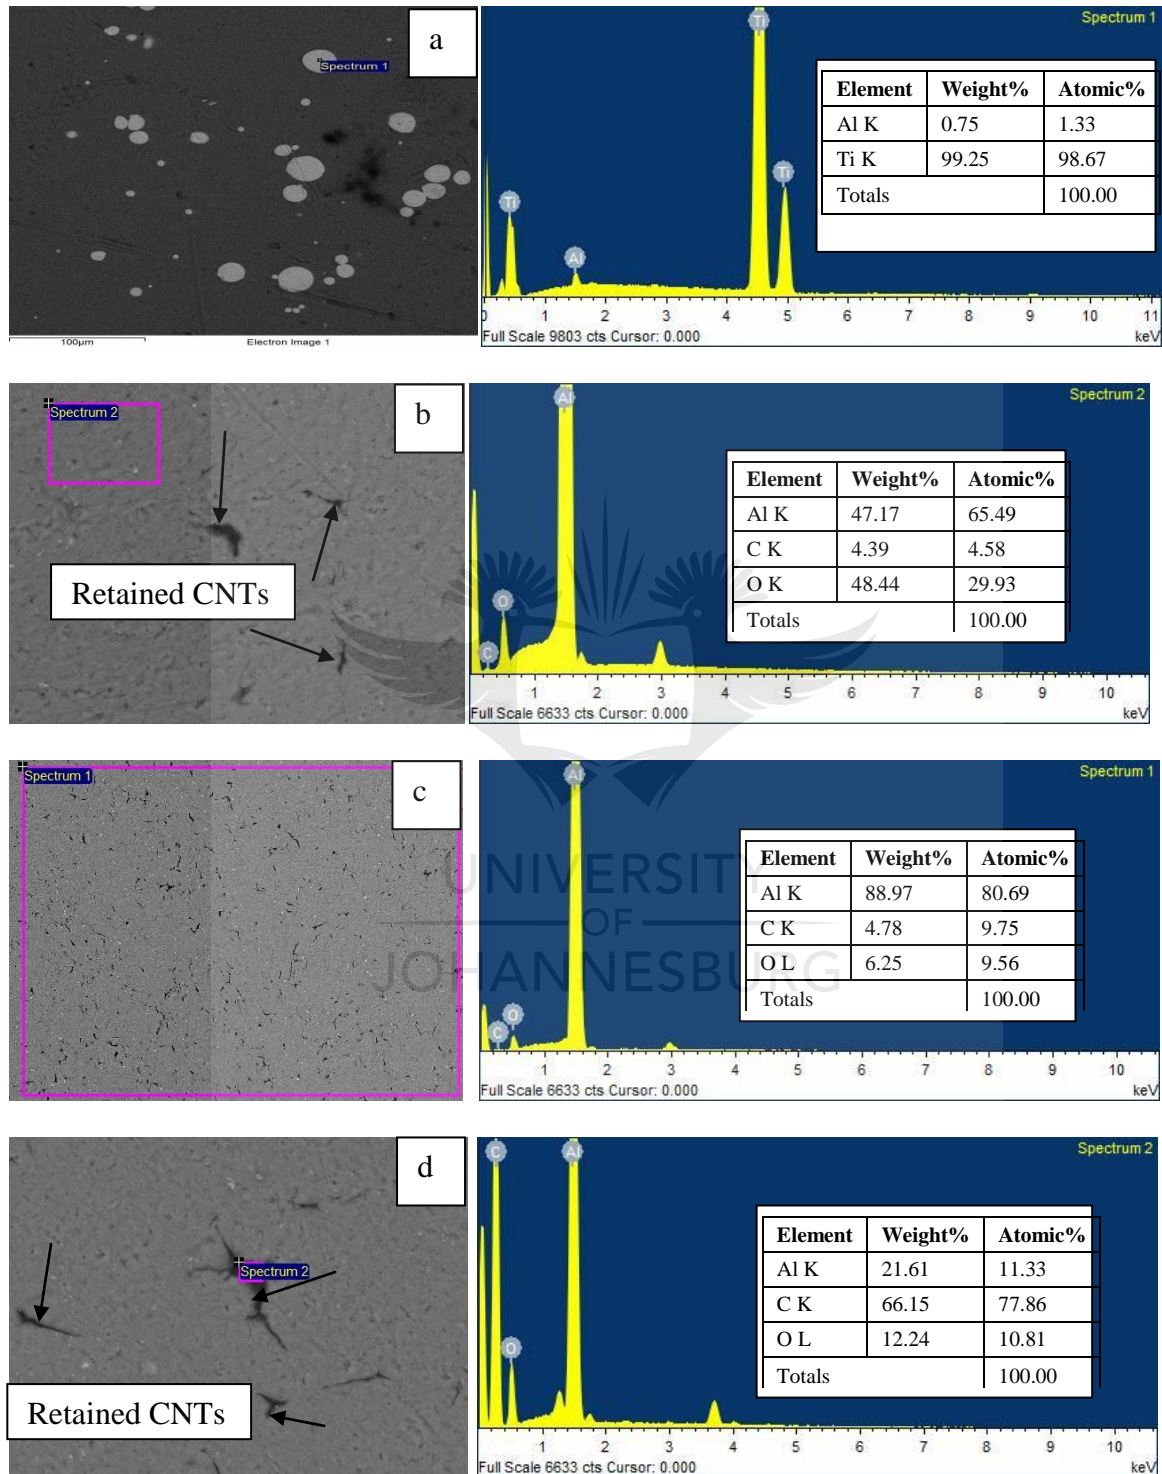 a
Spectrum 1
100µm
Electron Image 1
Spectrum 1
Ti
Ti
Ti
Al
Element Weight% Atomic%
Al K 0.75 1.33
Ti K 99.25 98.67
Totals 100.00
0 1 2 3 4 5 6 7 8 9 10 11
Full Scale 9803 cts Cursor: 0.000
keV
b
Spectrum 2
Retained CNTs
Spectrum 2
Al
O
C
Element Weight% Atomic%
Al K 47.17 65.49
C K 4.39 4.58
O K 48.44 29.93
Totals 100.00
1 2 3 4 5 6 7 8 9 10
Full Scale 6633 cts Cursor: 0.000
keV
c
Spectrum 1
Spectrum 1
Al
O
C
Element Weight% Atomic%
Al K 88.97 80.69
C K 4.78 9.75
O L 6.25 9.56
Totals 100.00
1 2 3 4 5 6 7 8 9 10
Full Scale 6633 cts Cursor: 0.000
keV
UNIVERSITY
OF
JOHANNESBURG
d
Spectrum 2
Retained CNTs
Spectrum 2
C
Al
O
Element Weight% Atomic%
Al K 21.61 11.33
C K 66.15 77.86
O L 12.24 10.81
Totals 100.00
1 2 3 4 5 6 7 8 9 10
Full Scale 6633 cts Cursor: 0.000
keV